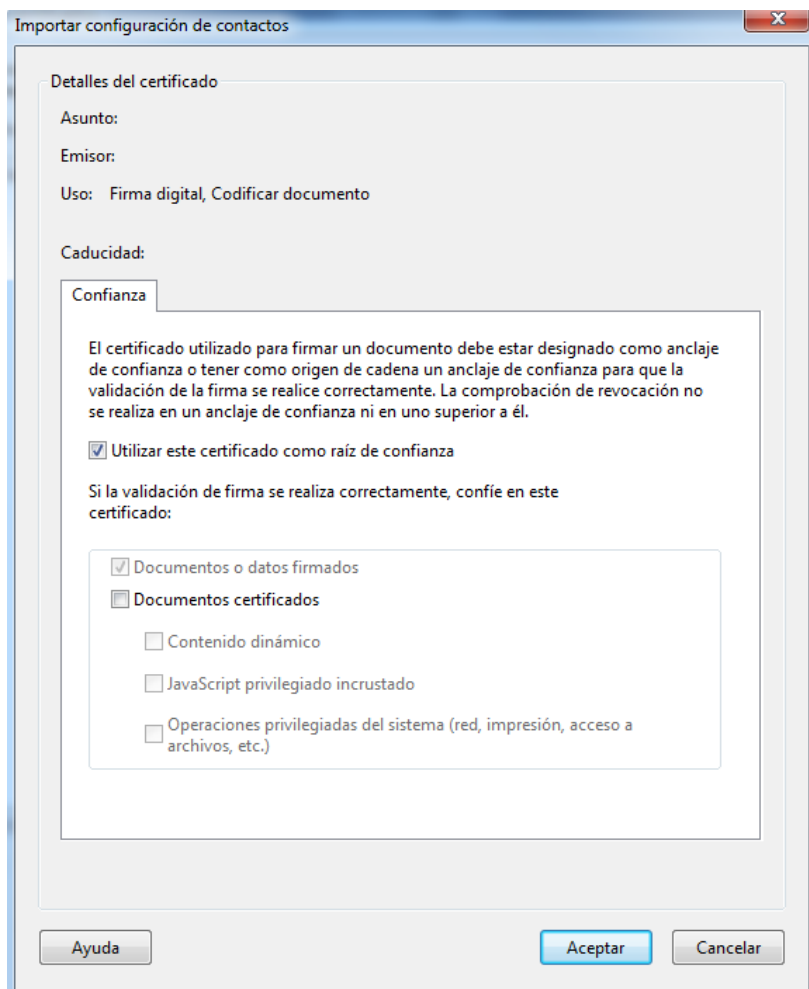 Importar configuración de contactos
Detalles del certificado
Asunto:
Emisor:
Uso: Firma digital, Codificar documento
Caducidad:
Confianza
El certificado utilizado para firmar un documento debe estar designado como anclaje
de confianza o tener como origen de cadena un anclaje de confianza para que la
validación de la firma se realice correctamente. La comprobación de revocación no
se realiza en un anclaje de confianza ni en uno superior a él.
Utilizar este certificado como raíz de confianza
Si la validación de firma se realiza correctamente, confíe en este
certificado:
Documentos o datos firmados
Documentos certificados
Contenido dinámico
JavaScript privilegiado incrustado
Operaciones privilegiadas del sistema (red, impresión, acceso a
archivos, etc.)
Ayuda
Aceptar
Cancelar